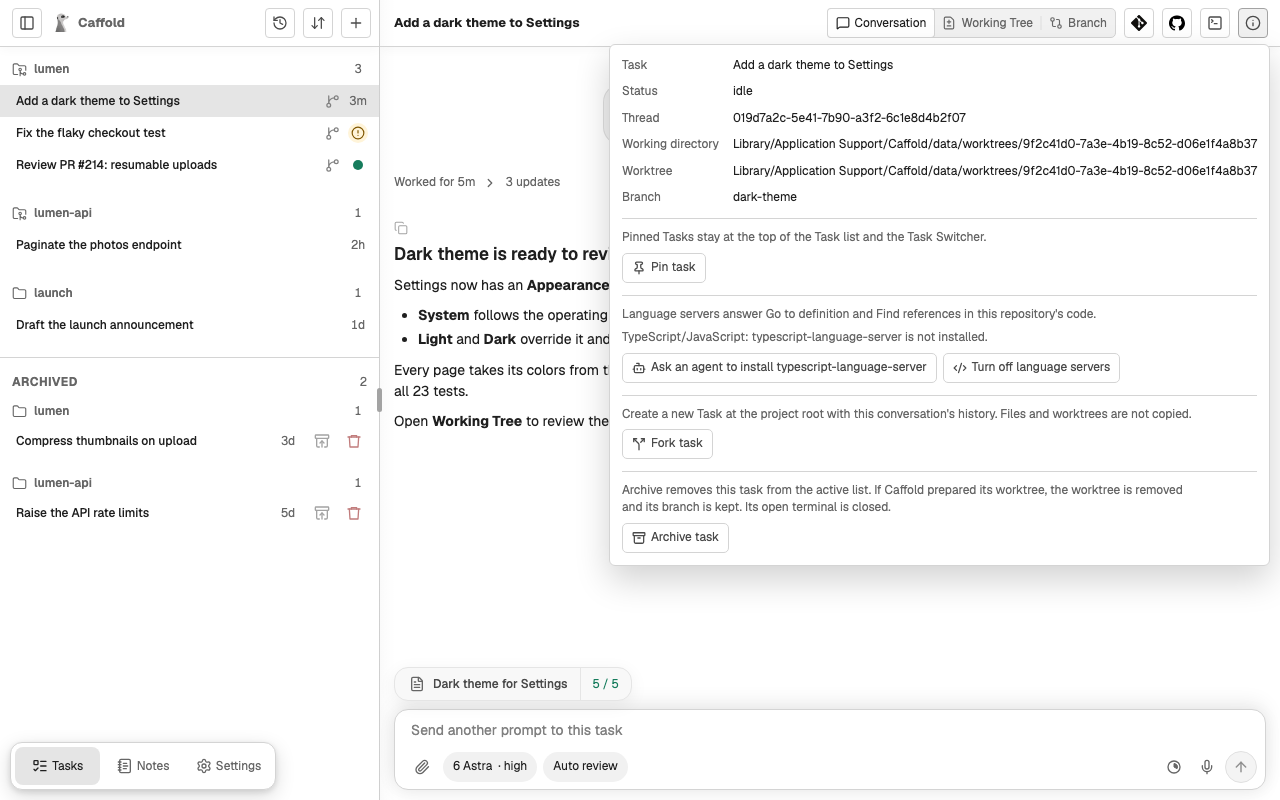 Caffold
lumen 3
Add a dark theme to Settings 3m
Fix the flaky checkout test
Review PR #214: resumable uploads
lumen-api 1
Paginate the photos endpoint 2h
launch 1
Draft the launch announcement 1d
ARCHIVED 2
lumen 1
Compress thumbnails on upload 3d
lumen-api 1
Raise the API rate limits 5d
Tasks Notes Settings
Add a dark theme to Settings
Conversation Working Tree Branch
Worked for 5m 3 updates
Dark theme is ready to rev
Settings now has an Appearance
System follows the operating
Light and Dark override it and
Every page takes its colors from t
all 23 tests.
Open Working Tree to review the
Task Add a dark theme to Settings
Status idle
Thread 019d7a2c-5e41-7b90-a3f2-6c1e8d4b2f07
Working directory Library/Application Support/Caffold/data/worktrees/9f2c41d0-7a3e-4b19-8c52-d06e1f4a8b37
Worktree Library/Application Support/Caffold/data/worktrees/9f2c41d0-7a3e-4b19-8c52-d06e1f4a8b37
Branch dark-theme
Pinned Tasks stay at the top of the Task list and the Task Switcher.
Pin task
Language servers answer Go to definition and Find references in this repository's code.
TypeScript/JavaScript: typescript-language-server is not installed.
Ask an agent to install typescript-language-server Turn off language servers
Create a new Task at the project root with this conversation's history. Files and worktrees are not copied.
Fork task
Archive removes this task from the active list. If Caffold prepared its worktree, the worktree is removed
and its branch is kept. Its open terminal is closed.
Archive task
Dark theme for Settings 5 / 5
Send another prompt to this task
6 Astra · high Auto review